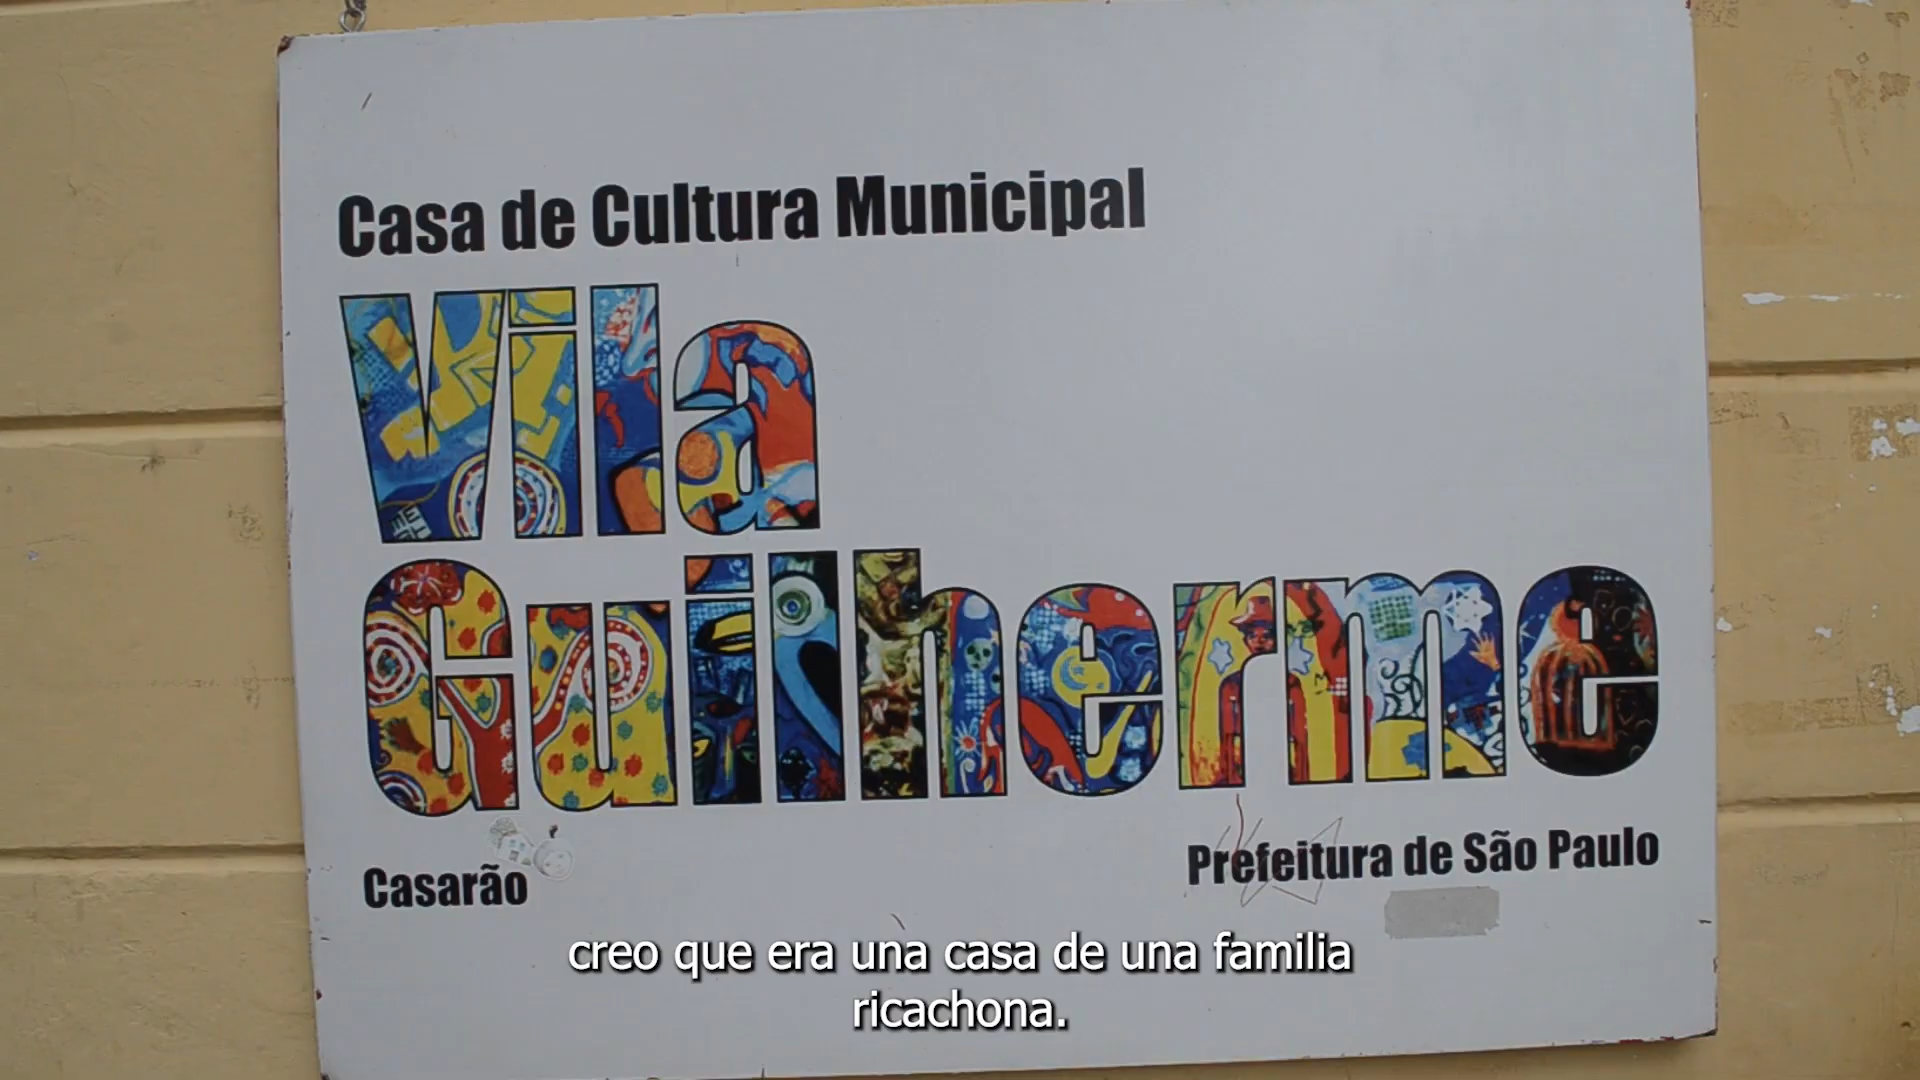 Casa de Cultura Municipal
Vila
Guilherme
Casarão
Prefeitura de São Paulo
creo que era una casa de una familia
ricachona.